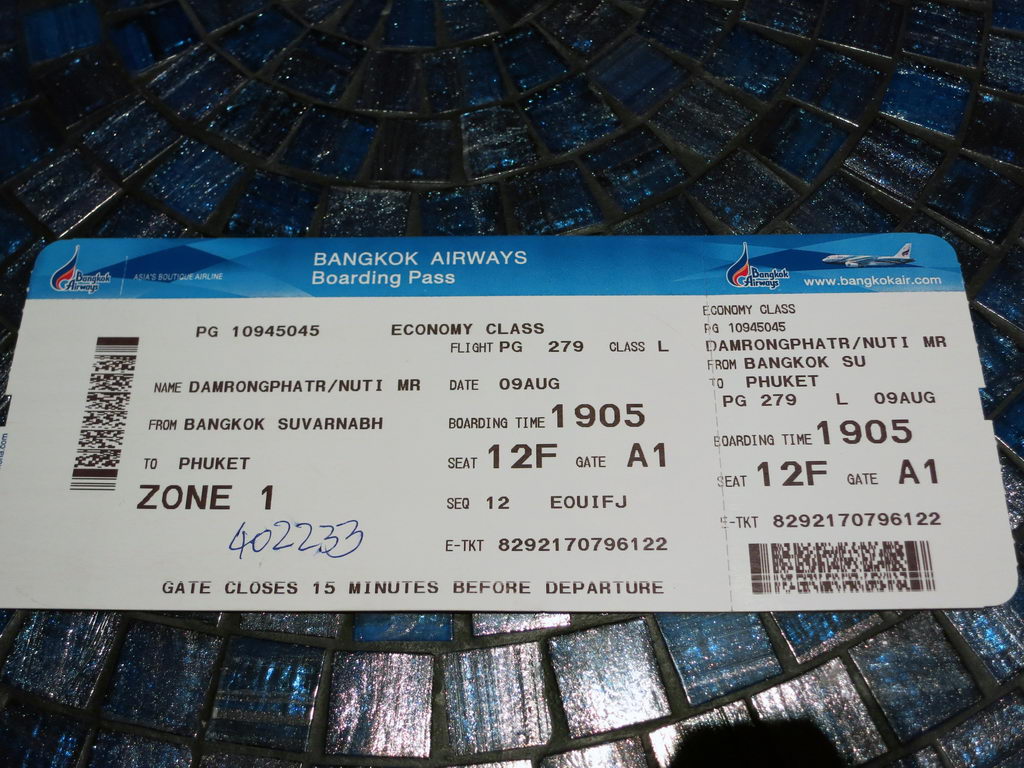 Bangkok Airways
ASIA'S BOUTIQUE AIRLINE
BANGKOK AIRWAYS
Boarding Pass
PG 10945045 ECONOMY CLASS
FLIGHT PG 279 CLASS L
NAME DAMRONGPHATR/NUTI MR DATE 09AUG
FROM BANGKOK SUVARNABH BOARDING TIME 1905
TO PHUKET SEAT 12F GATE A1
ZONE 1 SEQ 12 EOUIFJ
402233 E-TKT 8292170796122
GATE CLOSES 15 MINUTES BEFORE DEPARTURE
Bangkok Airways
www.bangkokair.com
ECONOMY CLASS
PG 10945045
DAMRONGPHATR/NUTI MR
FROM BANGKOK SU
TO PHUKET
PG 279 L 09AUG
BOARDING TIME 1905
SEAT 12F GATE A1
E-TKT 8292170796122